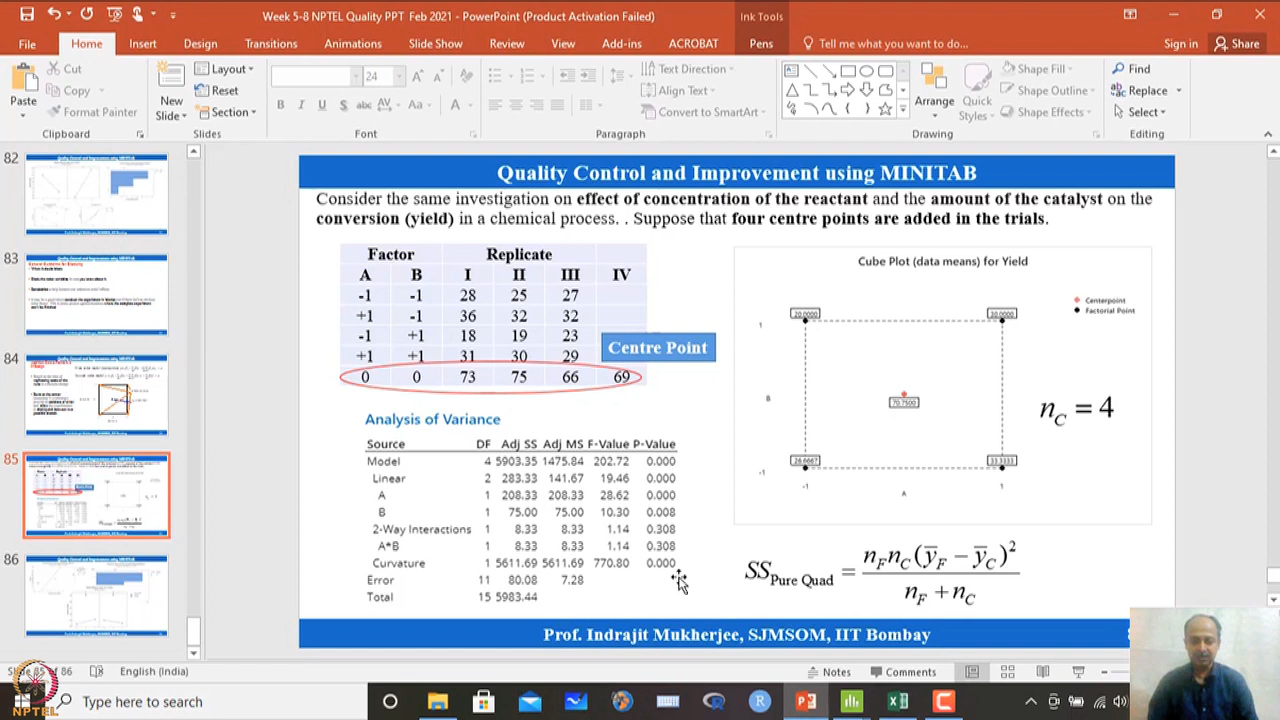 Week 5-8 NPTEL Quality PPT Feb 2021 - PowerPoint (Product Activation Failed)
Ink Tools
File
Home
Insert
Design
Transitions
Animations
Slide Show
Review
View
Add-ins
ACROBAT
Pens
Tell me what you want to do...
Sign in
Share
Paste
Cut
Copy
Format Painter
New Slide
Layout
Reset
Section
24
Text Direction
Align Text
Convert to SmartArt
Arrange
Quick Styles
Shape Fill
Shape Outline
Shape Effects
Find
Replace
Select
Clipboard
Slides
Font
Paragraph
Drawing
Editing
82
83
84
85
86
Quality Control and Improvement using MINITAB
Consider the same investigation on effect of concentration of the reactant and the amount of the catalyst on the
conversion (yield) in a chemical process. . Suppose that four centre points are added in the trials.
Factor Replicate
A B I II III IV
-1 -1 28 25 27
+1 -1 36 32 32
-1 +1 18 19 23
+1 +1 31 30 29
0 0 73 75 66 69
Centre Point
Analysis of Variance
Source DF Adj SS Adj MS F-Value P-Value
Model 4 5903.35 1475.84 202.72 0.000
Linear 2 283.33 141.67 19.46 0.000
A 1 208.33 208.33 28.62 0.000
B 1 75.00 75.00 10.30 0.008
2-Way Interactions 1 8.33 8.33 1.14 0.308
A*B 1 8.33 8.33 1.14 0.308
Curvature 1 5611.69 5611.69 770.80 0.000
Error 11 80.08 7.28
Total 15 5983.44
Cube Plot (data means) for Yield
Centerpoint
Factorial Point
20.0000
30.0000
1
B
70.7500
26.6667
33.3333
-1
-1
1
A
n_C = 4
SS_Pure Quad = n_F n_C (ȳ_F − ȳ_C)² / (n_F + n_C)
Prof. Indrajit Mukherjee, SJMSOM, IIT Bombay
Slide 85 of 86
English (India)
Notes
Comments
Type here to search
NPTEL